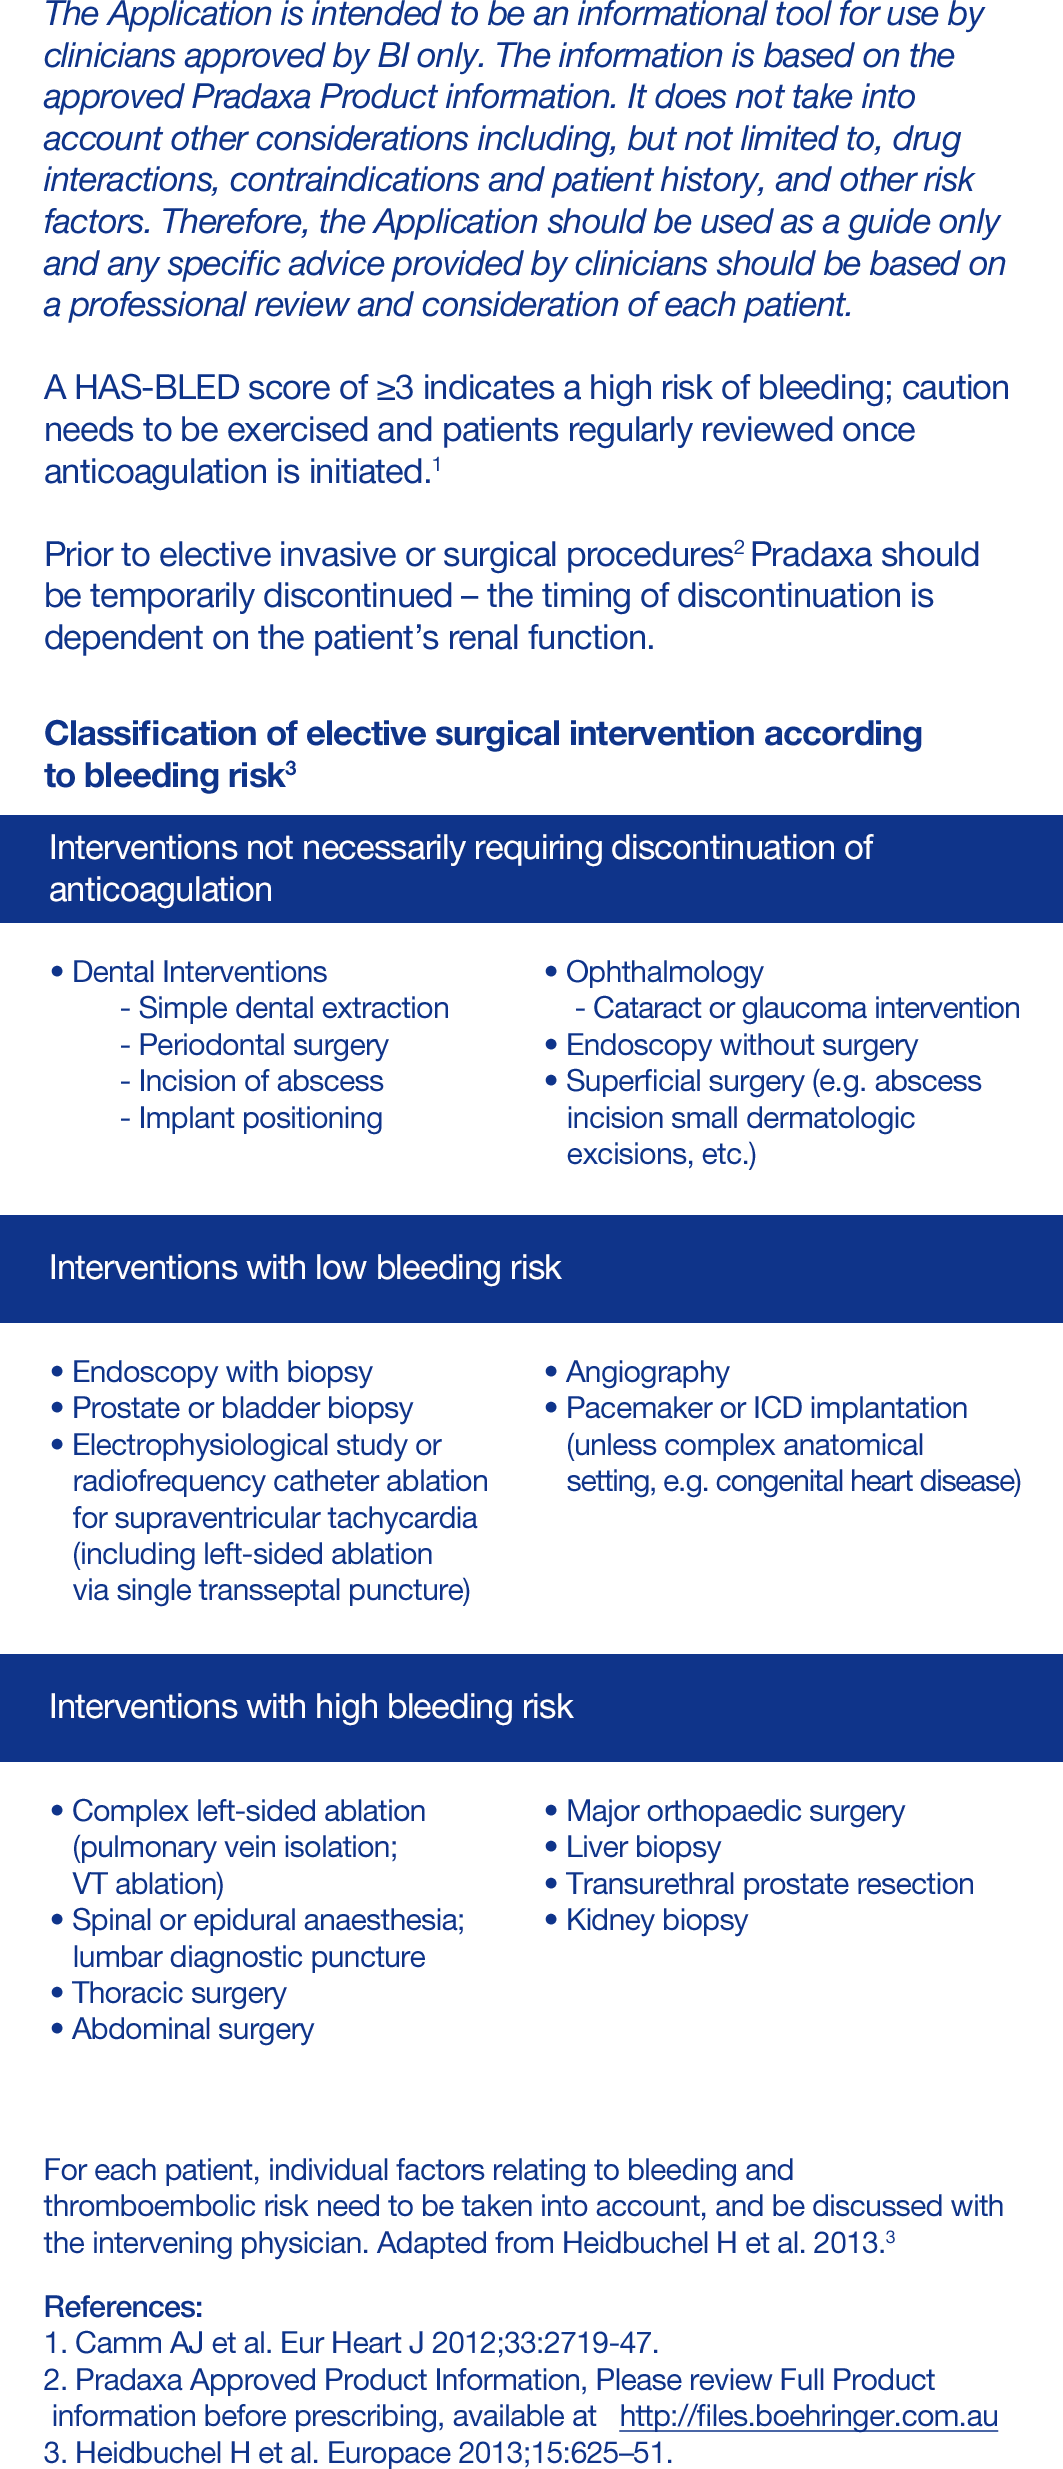 The Application is intended to be an informational tool for use by
clinicians approved by BI only. The information is based on the
approved Pradaxa Product information. It does not take into
account other considerations including, but not limited to, drug
interactions, contraindications and patient history, and other risk
factors. Therefore, the Application should be used as a guide only
and any specific advice provided by clinicians should be based on
a professional review and consideration of each patient.
A HAS-BLED score of ≥3 indicates a high risk of bleeding; caution
needs to be exercised and patients regularly reviewed once
anticoagulation is initiated.¹
Prior to elective invasive or surgical procedures² Pradaxa should
be temporarily discontinued – the timing of discontinuation is
dependent on the patient’s renal function.
Classification of elective surgical intervention according
to bleeding risk³
Interventions not necessarily requiring discontinuation of
anticoagulation
• Dental Interventions
- Simple dental extraction
- Periodontal surgery
- Incision of abscess
- Implant positioning
• Ophthalmology
- Cataract or glaucoma intervention
• Endoscopy without surgery
• Superficial surgery (e.g. abscess
incision small dermatologic
excisions, etc.)
Interventions with low bleeding risk
• Endoscopy with biopsy
• Prostate or bladder biopsy
• Electrophysiological study or
radiofrequency catheter ablation
for supraventricular tachycardia
(including left-sided ablation
via single transseptal puncture)
• Angiography
• Pacemaker or ICD implantation
(unless complex anatomical
setting, e.g. congenital heart disease)
Interventions with high bleeding risk
• Complex left-sided ablation
(pulmonary vein isolation;
VT ablation)
• Spinal or epidural anaesthesia;
lumbar diagnostic puncture
• Thoracic surgery
• Abdominal surgery
• Major orthopaedic surgery
• Liver biopsy
• Transurethral prostate resection
• Kidney biopsy
For each patient, individual factors relating to bleeding and
thromboembolic risk need to be taken into account, and be discussed with
the intervening physician. Adapted from Heidbuchel H et al. 2013.³
References:
1. Camm AJ et al. Eur Heart J 2012;33:2719-47.
2. Pradaxa Approved Product Information, Please review Full Product
information before prescribing, available at http://files.boehringer.com.au
3. Heidbuchel H et al. Europace 2013;15:625–51.